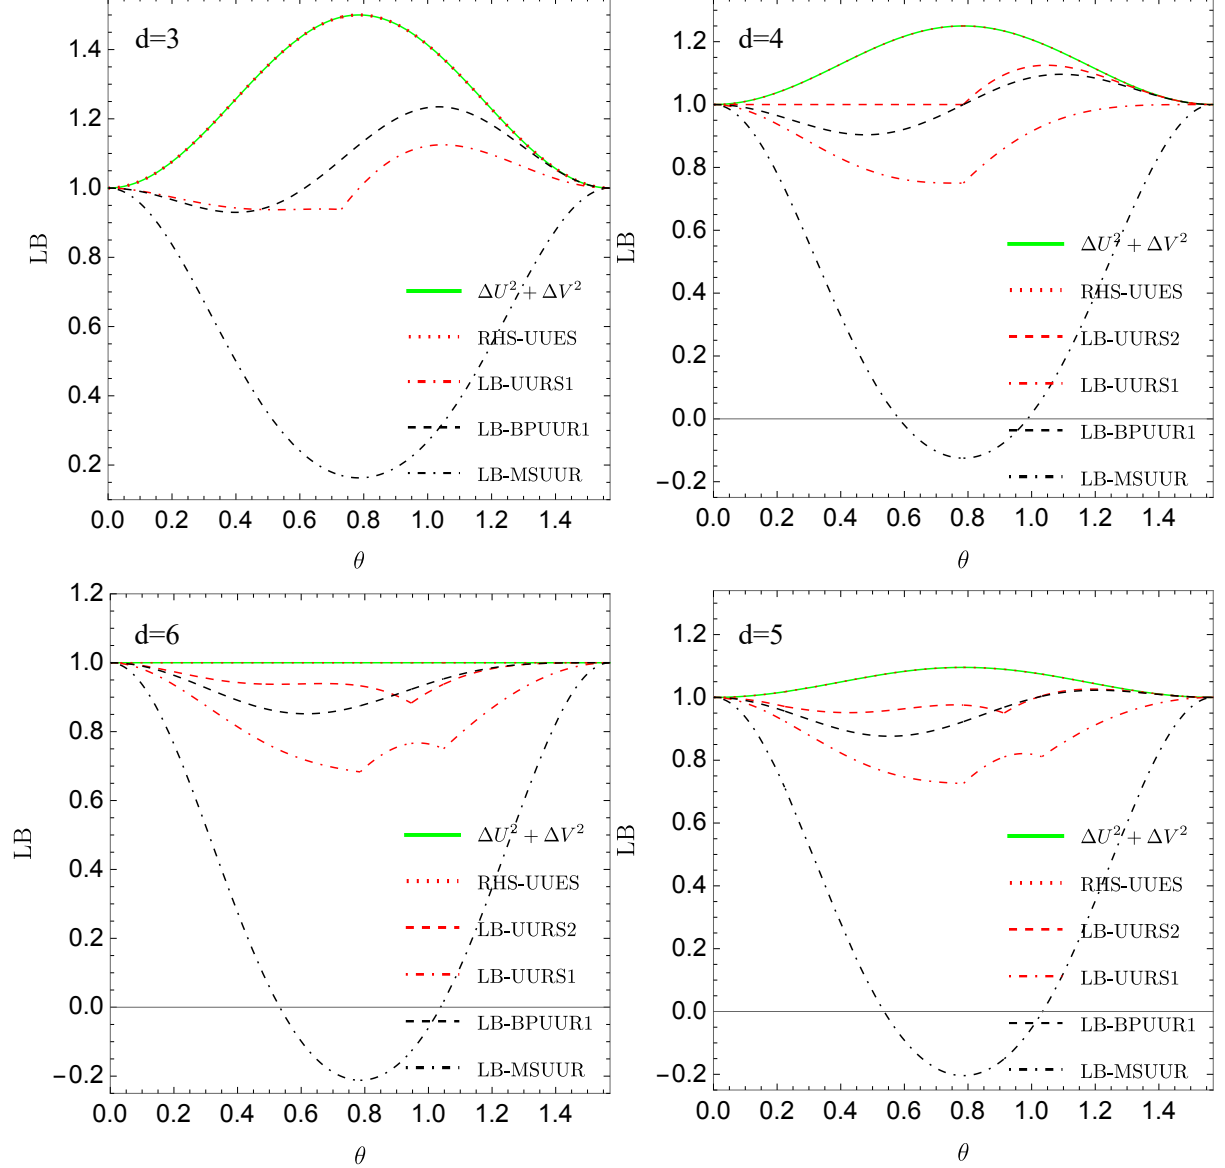 d=3
LB
1.4
1.2
1.0
0.8
0.6
0.4
0.2
ΔU² + ΔV²
RHS-UUES
LB-UURS1
LB-BPUUR1
LB-MSUUR
0.0 0.2 0.4 0.6 0.8 1.0 1.2 1.4
θ
d=4
LB
1.2
1.0
0.8
0.6
0.4
0.2
0.0
−0.2
ΔU² + ΔV²
RHS-UUES
LB-UURS2
LB-UURS1
LB-BPUUR1
LB-MSUUR
0.0 0.2 0.4 0.6 0.8 1.0 1.2 1.4
θ
d=6
LB
1.2
1.0
0.8
0.6
0.4
0.2
0.0
−0.2
ΔU² + ΔV²
RHS-UUES
LB-UURS2
LB-UURS1
LB-BPUUR1
LB-MSUUR
0.0 0.2 0.4 0.6 0.8 1.0 1.2 1.4
θ
d=5
LB
1.2
1.0
0.8
0.6
0.4
0.2
0.0
−0.2
ΔU² + ΔV²
RHS-UUES
LB-UURS2
LB-UURS1
LB-BPUUR1
LB-MSUUR
0.0 0.2 0.4 0.6 0.8 1.0 1.2 1.4
θ